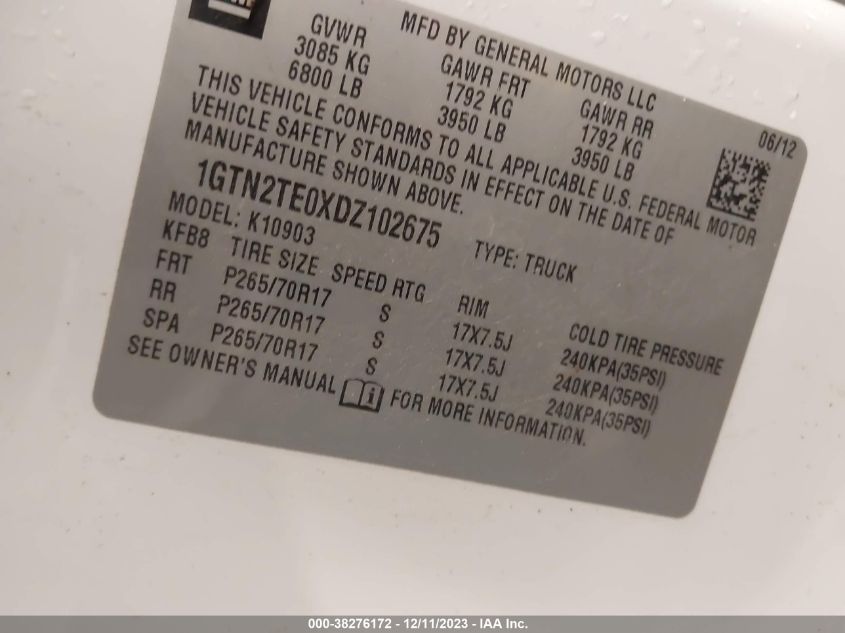 MFD BY GENERAL MOTORS LLC
GVWR GAWR FRT GAWR RR 06/12
3085 KG 1792 KG 1792 KG
6800 LB 3950 LB 3950 LB
THIS VEHICLE CONFORMS TO ALL APPLICABLE U.S. FEDERAL MOTOR
VEHICLE SAFETY STANDARDS IN EFFECT ON THE DATE OF
MANUFACTURE SHOWN ABOVE.
1GTN2TE0XDZ102675 TYPE: TRUCK
MODEL: K10903
KFB8 TIRE SIZE SPEED RTG RIM COLD TIRE PRESSURE
FRT P265/70R17 S 17X7.5J 240KPA(35PSI)
RR P265/70R17 S 17X7.5J 240KPA(35PSI)
SPA P265/70R17 S 17X7.5J 240KPA(35PSI)
SEE OWNER'S MANUAL FOR MORE INFORMATION.
000-38276172 - 12/11/2023 - IAA Inc.